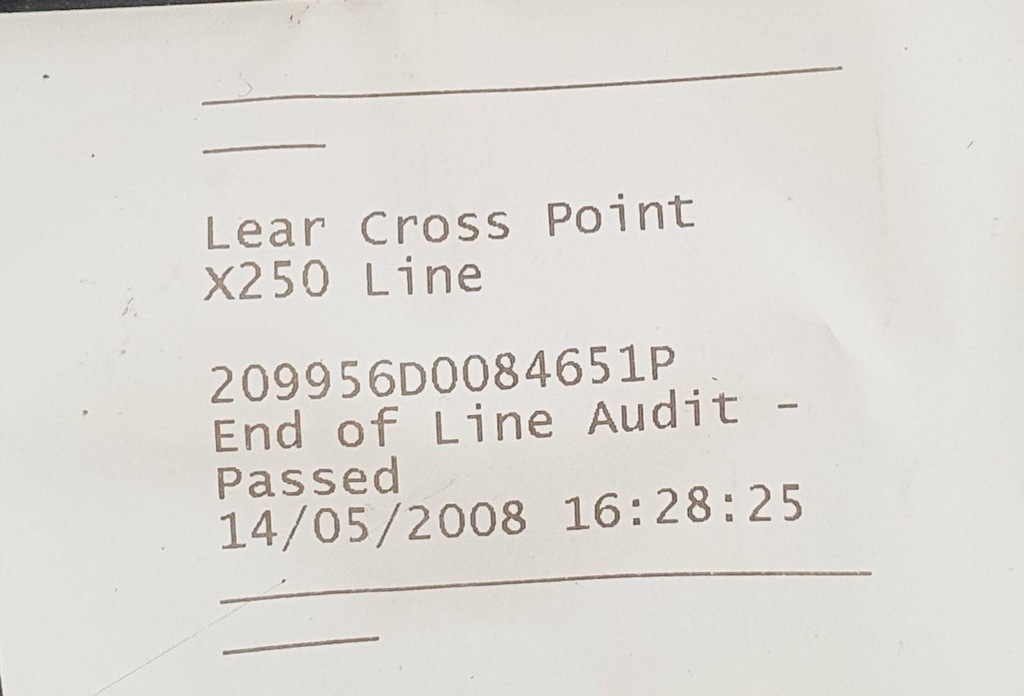 Lear Cross Point
X250 Line
209956D0084651P
End of Line Audit -
Passed
14/05/2008 16:28:25